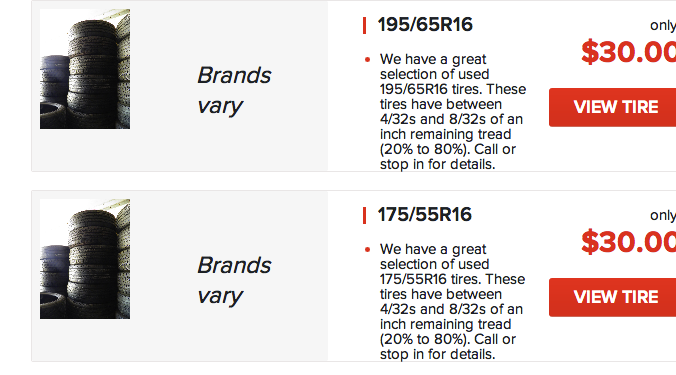 195/65R16
only
$30.00
Brands
vary
We have a great
selection of used
195/65R16 tires. These
tires have between
4/32s and 8/32s of an
inch remaining tread
(20% to 80%). Call or
stop in for details.
VIEW TIRE
175/55R16
only
$30.00
Brands
vary
We have a great
selection of used
175/55R16 tires. These
tires have between
4/32s and 8/32s of an
inch remaining tread
(20% to 80%). Call or
stop in for details.
VIEW TIRE